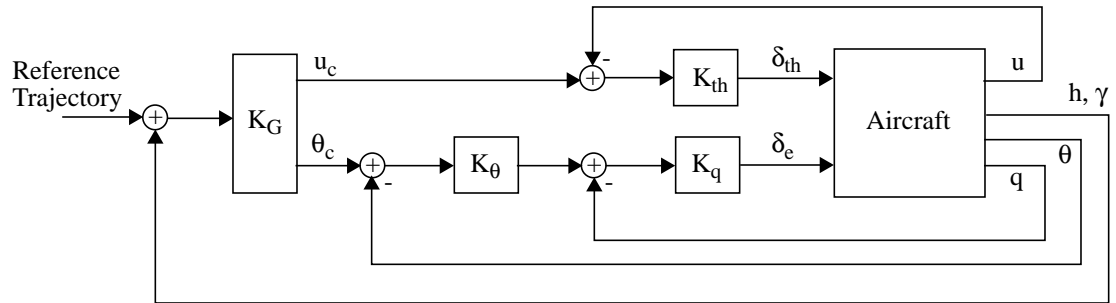 Reference
Trajectory
+
K_G
u_c
θ_c
+
-
K_th
δ_th
+
-
K_θ
+
-
K_q
δ_e
Aircraft
u
h, γ
θ
q